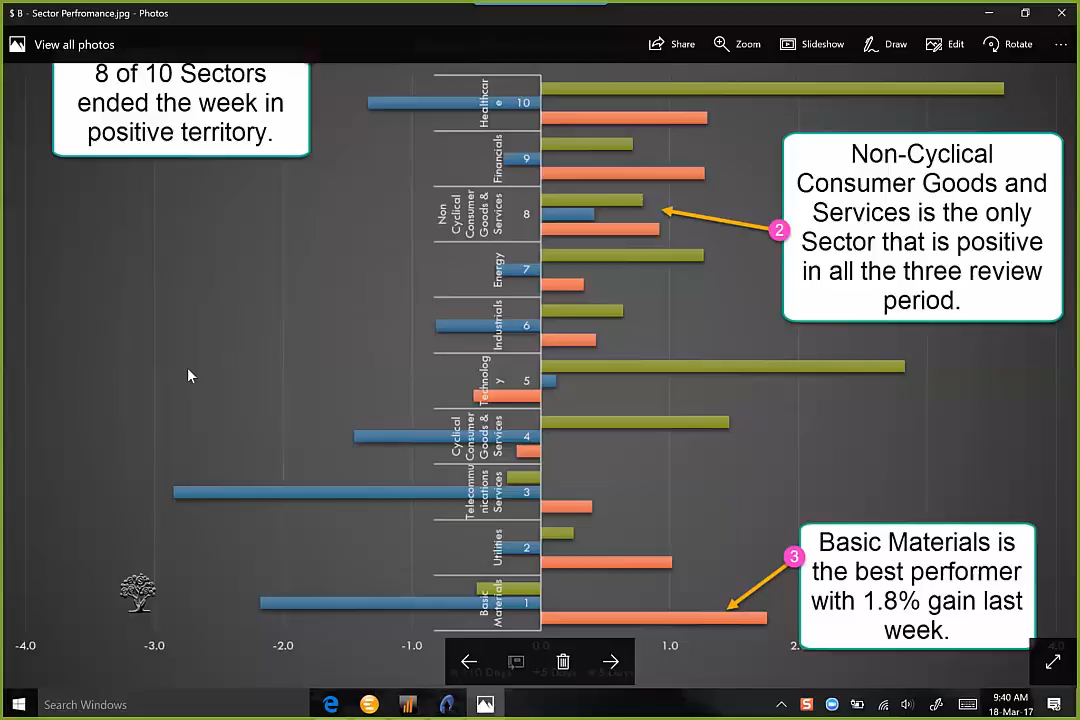 $ B - Sector Perfromance.jpg - Photos
View all photos
Share
Zoom
Slideshow
Draw
Edit
Rotate
8 of 10 Sectors
ended the week in
positive territory.
Healthcar
e
10
Financials
9
Non
Cyclical
Consumer
Goods &
Services
8
Non-Cyclical
Consumer Goods and
Services is the only
Sector that is positive
in all the three review
period.
2
Energy
7
Industrials
6
Technolog
y
5
Cyclical
Consumer
Goods &
Services
4
Telecommu
nications
Services
3
Utilities
2
Basic
Materials
1
3
Basic Materials is
the best performer
with 1.8% gain last
week.
-4.0 -3.0 -2.0 -1.0 0.0 1.0 2. 4.0
Search Windows
9:40 AM
18-Mar-17